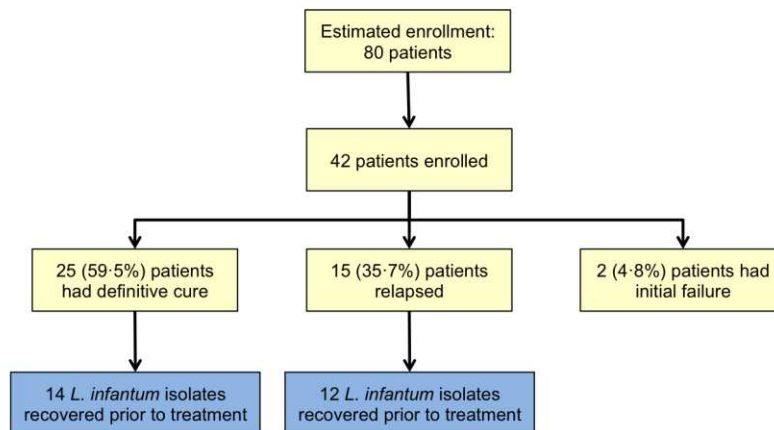 Estimated enrollment:
80 patients
42 patients enrolled
25 (59·5%) patients
had definitive cure
15 (35·7%) patients
relapsed
2 (4·8%) patients had
initial failure
14 L. infantum isolates
recovered prior to treatment
12 L. infantum isolates
recovered prior to treatment